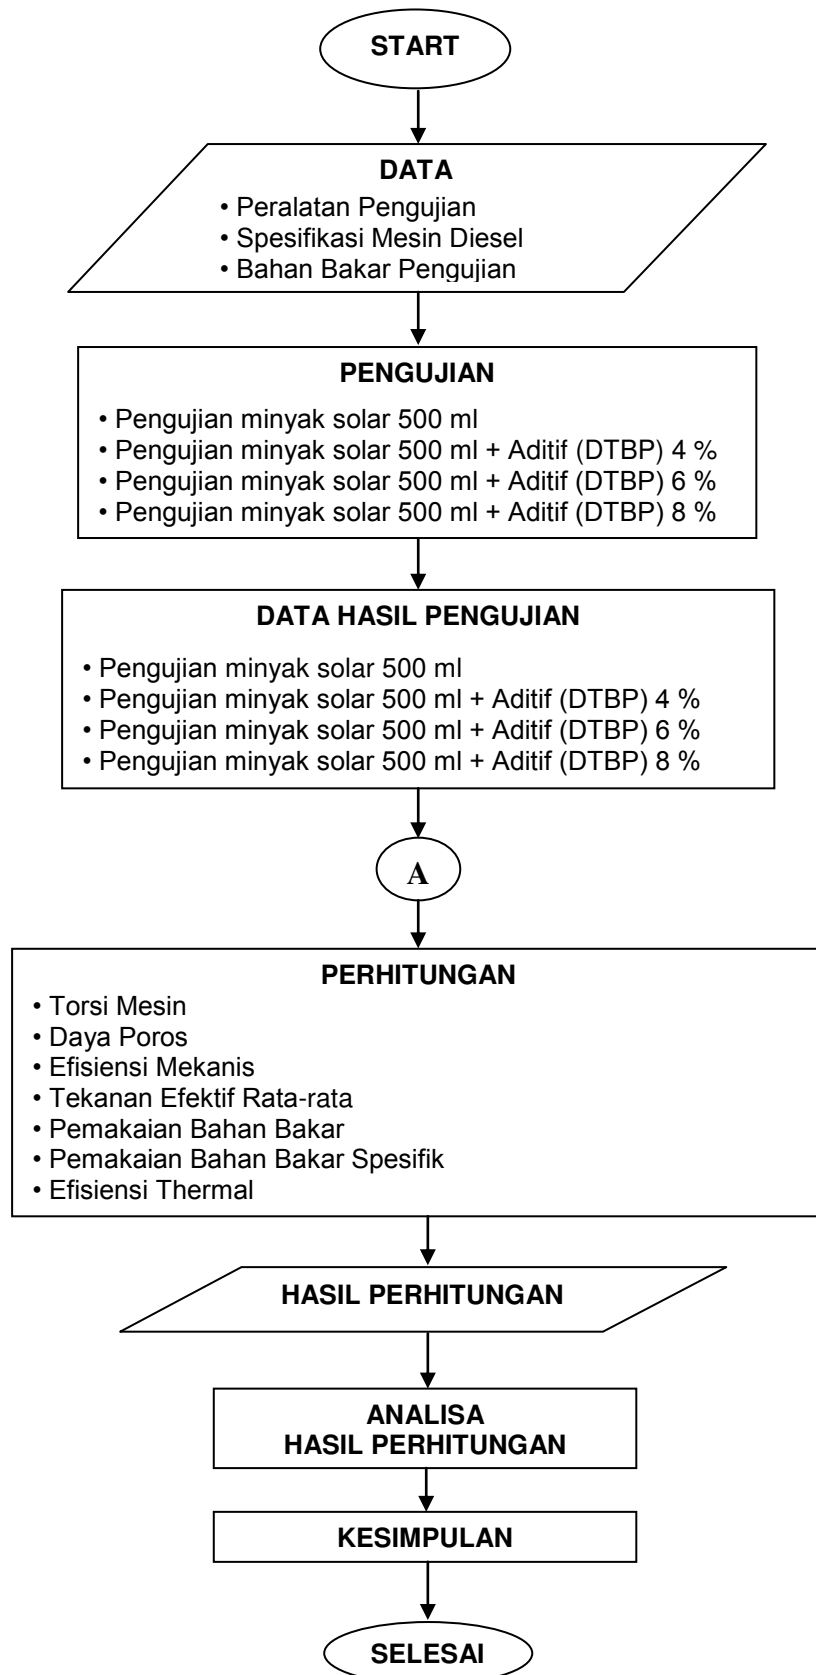 START
DATA
• Peralatan Pengujian
• Spesifikasi Mesin Diesel
• Bahan Bakar Pengujian
PENGUJIAN
• Pengujian minyak solar 500 ml
• Pengujian minyak solar 500 ml + Aditif (DTBP) 4 %
• Pengujian minyak solar 500 ml + Aditif (DTBP) 6 %
• Pengujian minyak solar 500 ml + Aditif (DTBP) 8 %
DATA HASIL PENGUJIAN
• Pengujian minyak solar 500 ml
• Pengujian minyak solar 500 ml + Aditif (DTBP) 4 %
• Pengujian minyak solar 500 ml + Aditif (DTBP) 6 %
• Pengujian minyak solar 500 ml + Aditif (DTBP) 8 %
A
PERHITUNGAN
• Torsi Mesin
• Daya Poros
• Efisiensi Mekanis
• Tekanan Efektif Rata-rata
• Pemakaian Bahan Bakar
• Pemakaian Bahan Bakar Spesifik
• Efisiensi Thermal
HASIL PERHITUNGAN
ANALISA
HASIL PERHITUNGAN
KESIMPULAN
SELESAI